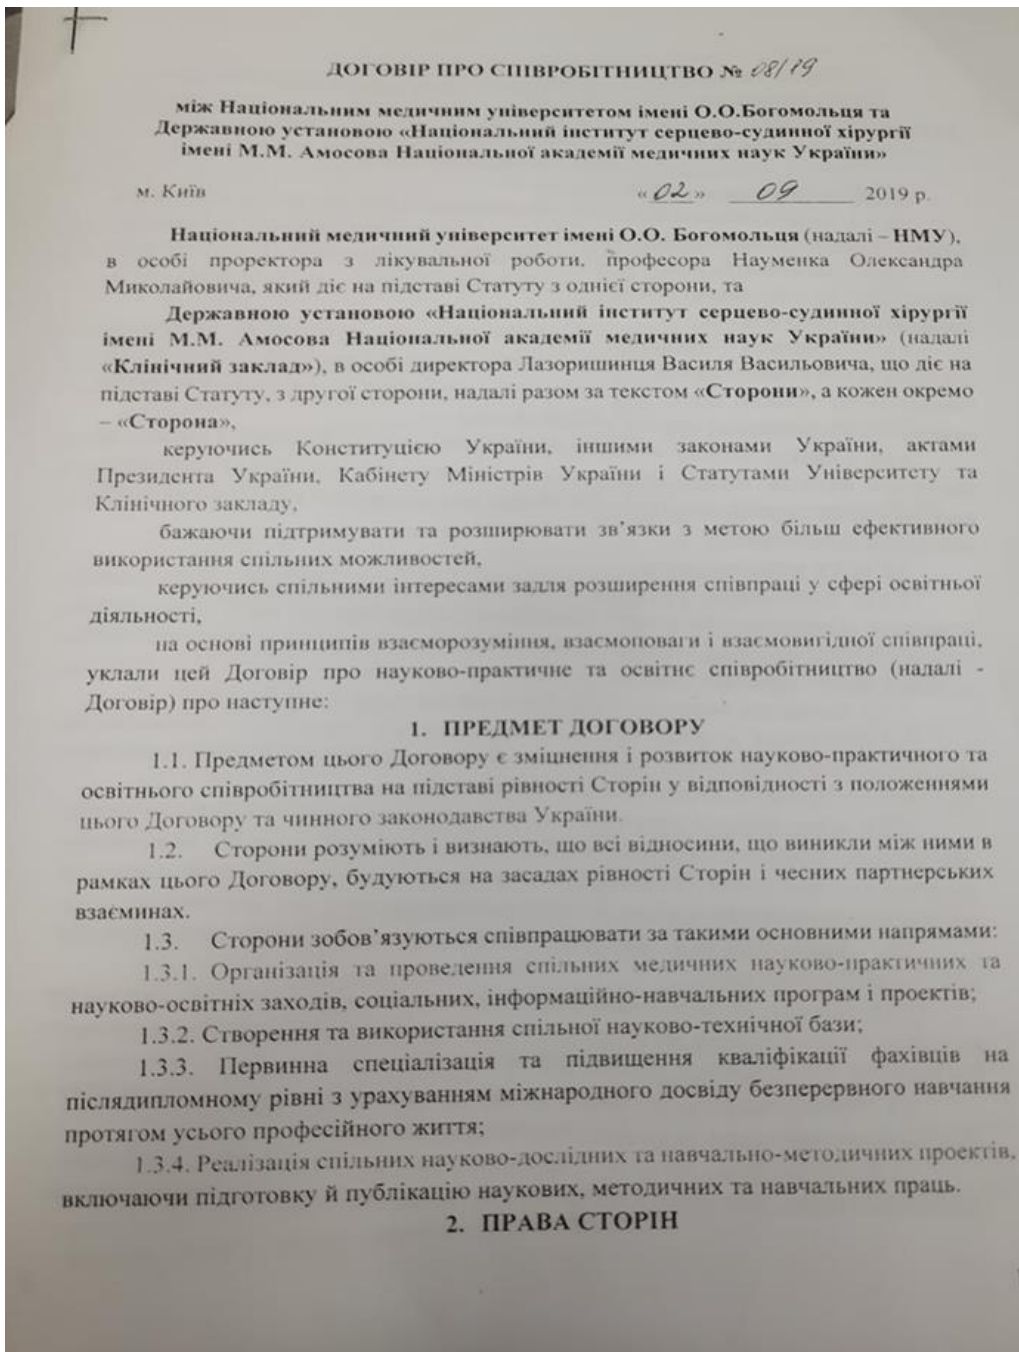 ДОГОВІР ПРО СПІВРОБІТНИЦТВО № 08/19
між Національним медичним університетом імені О.О.Богомольця та
Державною установою «Національний інститут серцево-судинної хірургії
імені М.М. Амосова Національної академії медичних наук України»
м. Київ «02» 09 2019 р.
Національний медичний університет імені О.О. Богомольця (надалі – НМУ),
в особі проректора з лікувальної роботи, професора Науменка Олександра
Миколайовича, який діє на підставі Статуту з однієї сторони, та
Державною установою «Національний інститут серцево-судинної хірургії
імені М.М. Амосова Національної академії медичних наук України» (надалі
«Клінічний заклад»), в особі директора Лазоришинця Василя Васильовича, що діє на
підставі Статуту, з другої сторони, надалі разом за текстом «Сторони», а кожен окремо
– «Сторона»,
керуючись Конституцією України, іншими законами України, актами
Президента України, Кабінету Міністрів України і Статутами Університету та
Клінічного закладу,
бажаючи підтримувати та розширювати зв’язки з метою більш ефективного
використання спільних можливостей,
керуючись спільними інтересами задля розширення співпраці у сфері освітньої
діяльності,
на основі принципів взаєморозуміння, взаємоповаги і взаємовигідної співпраці,
уклали цей Договір про науково-практичне та освітнє співробітництво (надалі -
Договір) про наступне:
1. ПРЕДМЕТ ДОГОВОРУ
1.1. Предметом цього Договору є зміцнення і розвиток науково-практичного та
освітнього співробітництва на підставі рівності Сторін у відповідності з положеннями
цього Договору та чинного законодавства України.
1.2. Сторони розуміють і визнають, що всі відносини, що виникли між ними в
рамках цього Договору, будуються на засадах рівності Сторін і чесних партнерських
взаєминах.
1.3. Сторони зобов’язуються співпрацювати за такими основними напрямами:
1.3.1. Організація та проведення спільних медичних науково-практичних та
науково-освітніх заходів, соціальних, інформаційно-навчальних програм і проектів;
1.3.2. Створення та використання спільної науково-технічної бази;
1.3.3. Первинна спеціалізація та підвищення кваліфікації фахівців на
післядипломному рівні з урахуванням міжнародного досвіду безперервного навчання
протягом усього професійного життя;
1.3.4. Реалізація спільних науково-дослідних та навчально-методичних проектів,
включаючи підготовку й публікацію наукових, методичних та навчальних праць.
2. ПРАВА СТОРІН